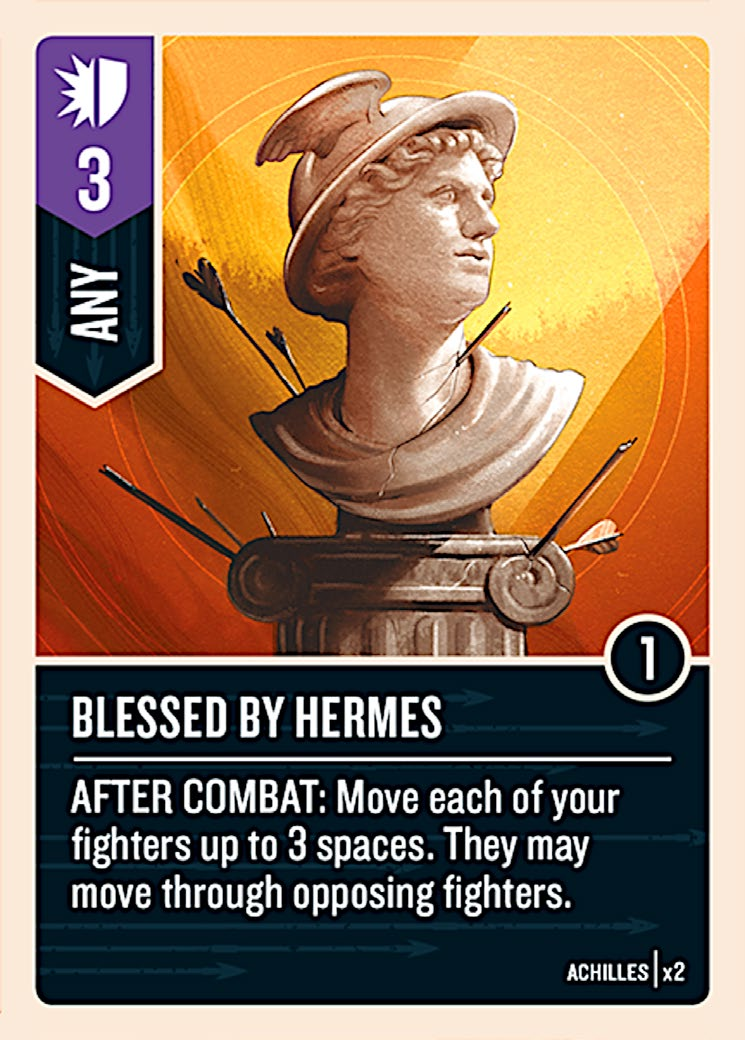 3
ANY
1
BLESSED BY HERMES
AFTER COMBAT: Move each of your
fighters up to 3 spaces. They may
move through opposing fighters.
ACHILLES | x2